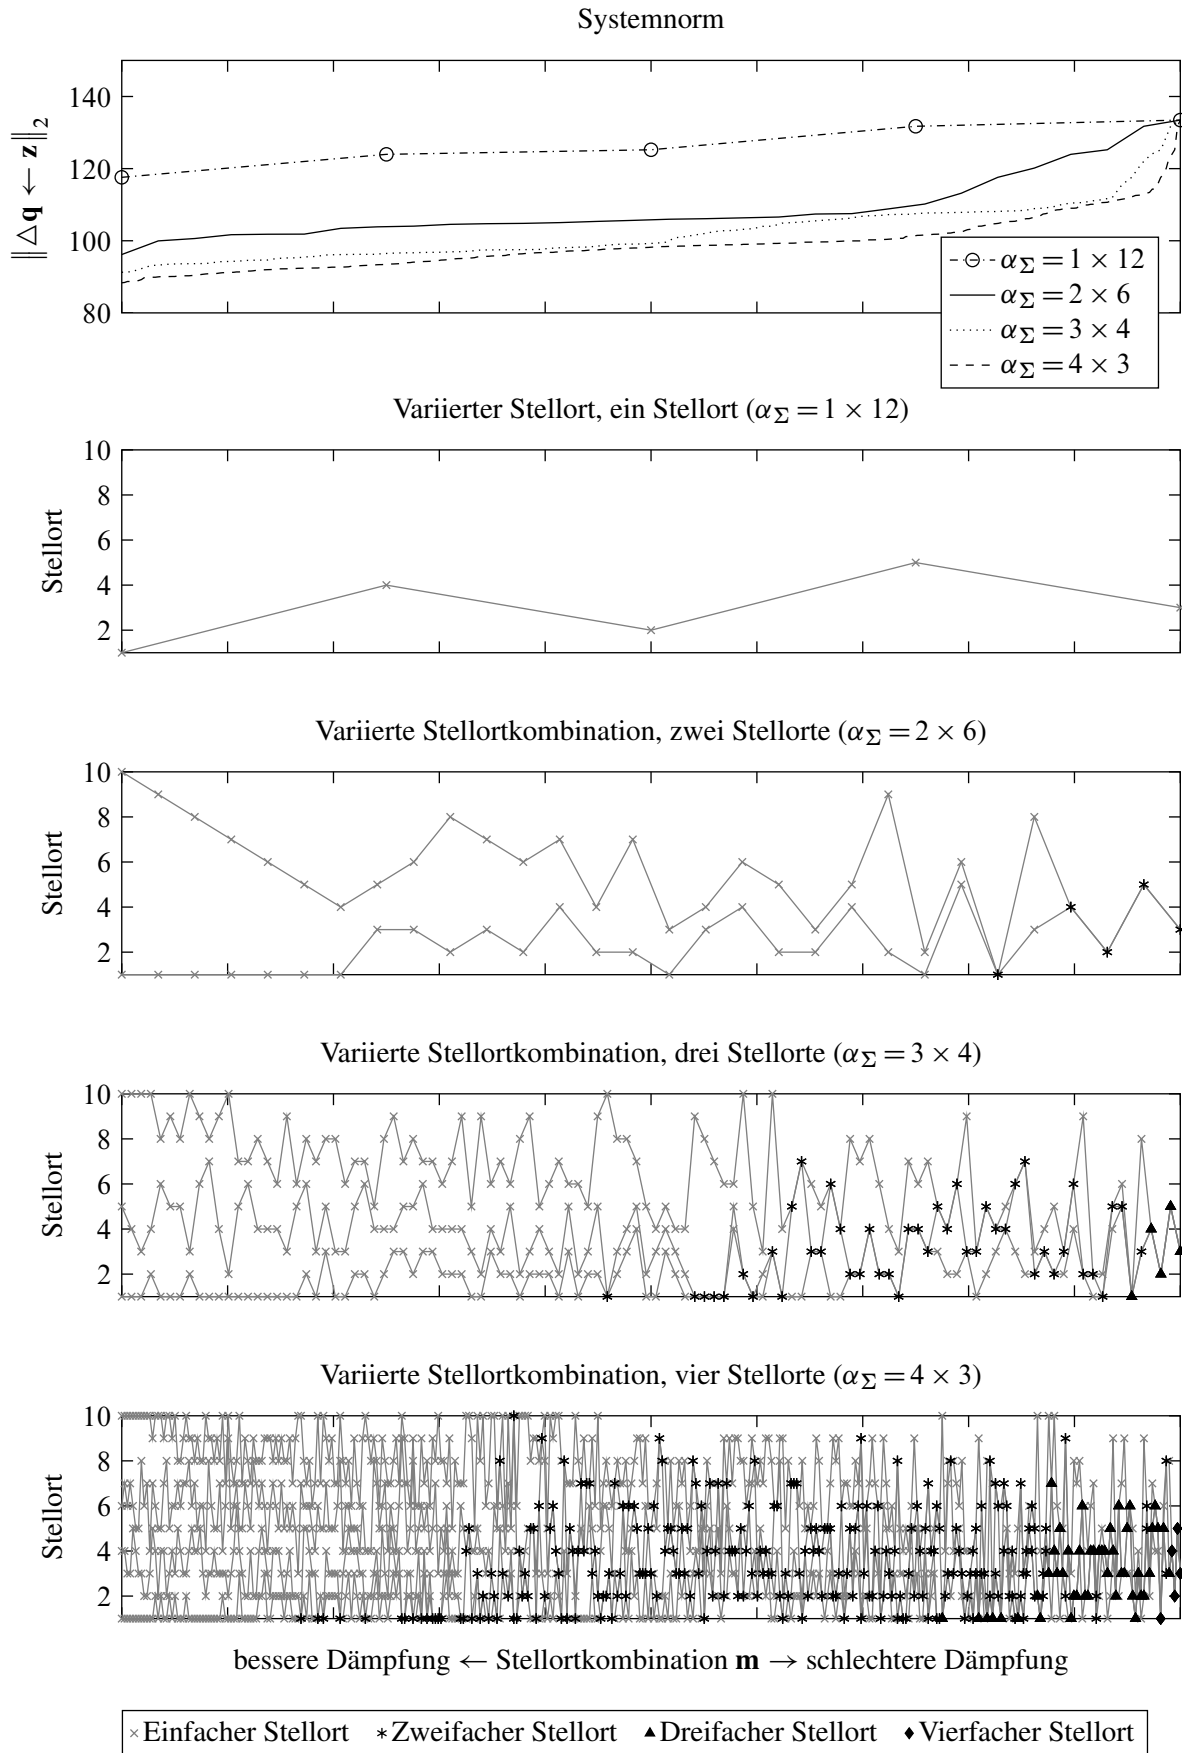 Systemnorm
140
120
100
80
‖△q ← z‖₂
α_Σ = 1 × 12
α_Σ = 2 × 6
α_Σ = 3 × 4
α_Σ = 4 × 3
Variierter Stellort, ein Stellort (α_Σ = 1 × 12)
10
8
6
4
2
Stellort
Variierte Stellortkombination, zwei Stellorte (α_Σ = 2 × 6)
10
8
6
4
2
Stellort
Variierte Stellortkombination, drei Stellorte (α_Σ = 3 × 4)
10
8
6
4
2
Stellort
Variierte Stellortkombination, vier Stellorte (α_Σ = 4 × 3)
10
8
6
4
2
Stellort
bessere Dämpfung ← Stellortkombination m → schlechtere Dämpfung
Einfacher Stellort Zweifacher Stellort Dreifacher Stellort Vierfacher Stellort